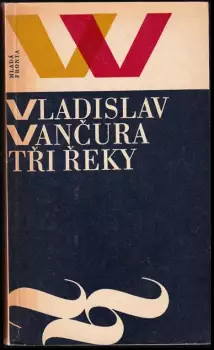 MLADÁ
FRONTA
VLADISLAV
VANČURA
TŘI ŘEKY